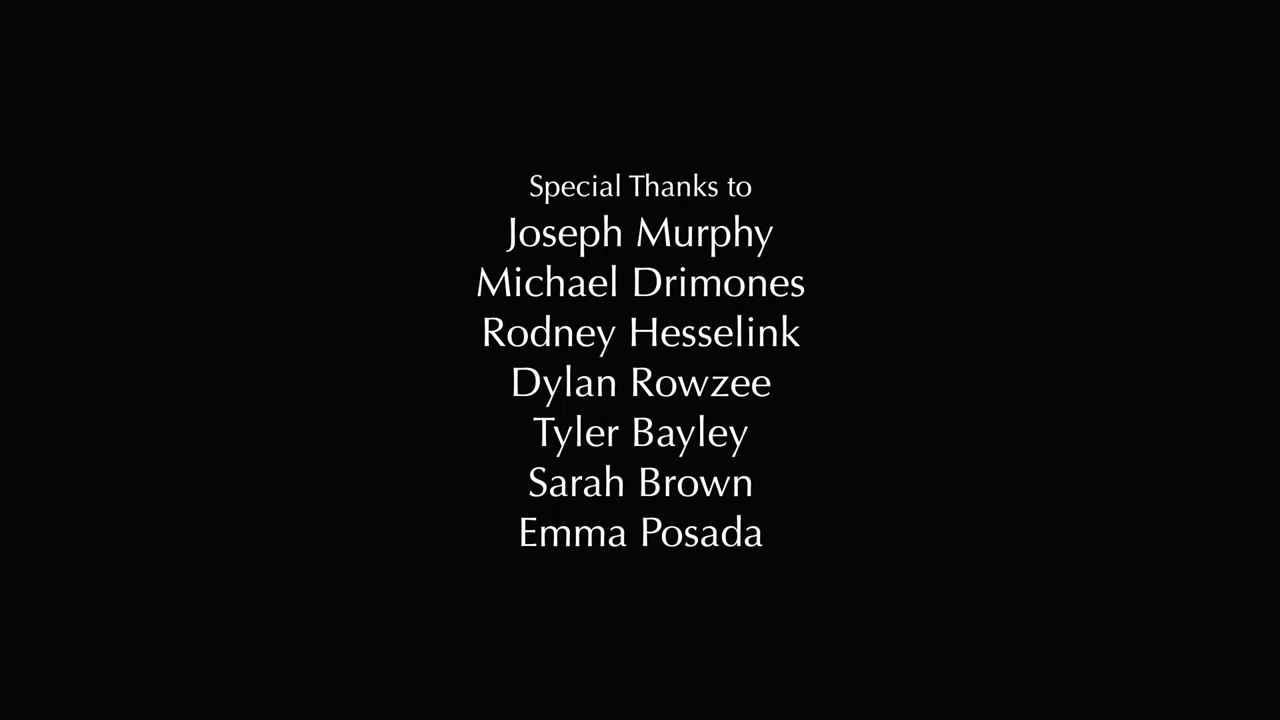 Special Thanks to
Joseph Murphy
Michael Drimones
Rodney Hesselink
Dylan Rowzee
Tyler Bayley
Sarah Brown
Emma Posada